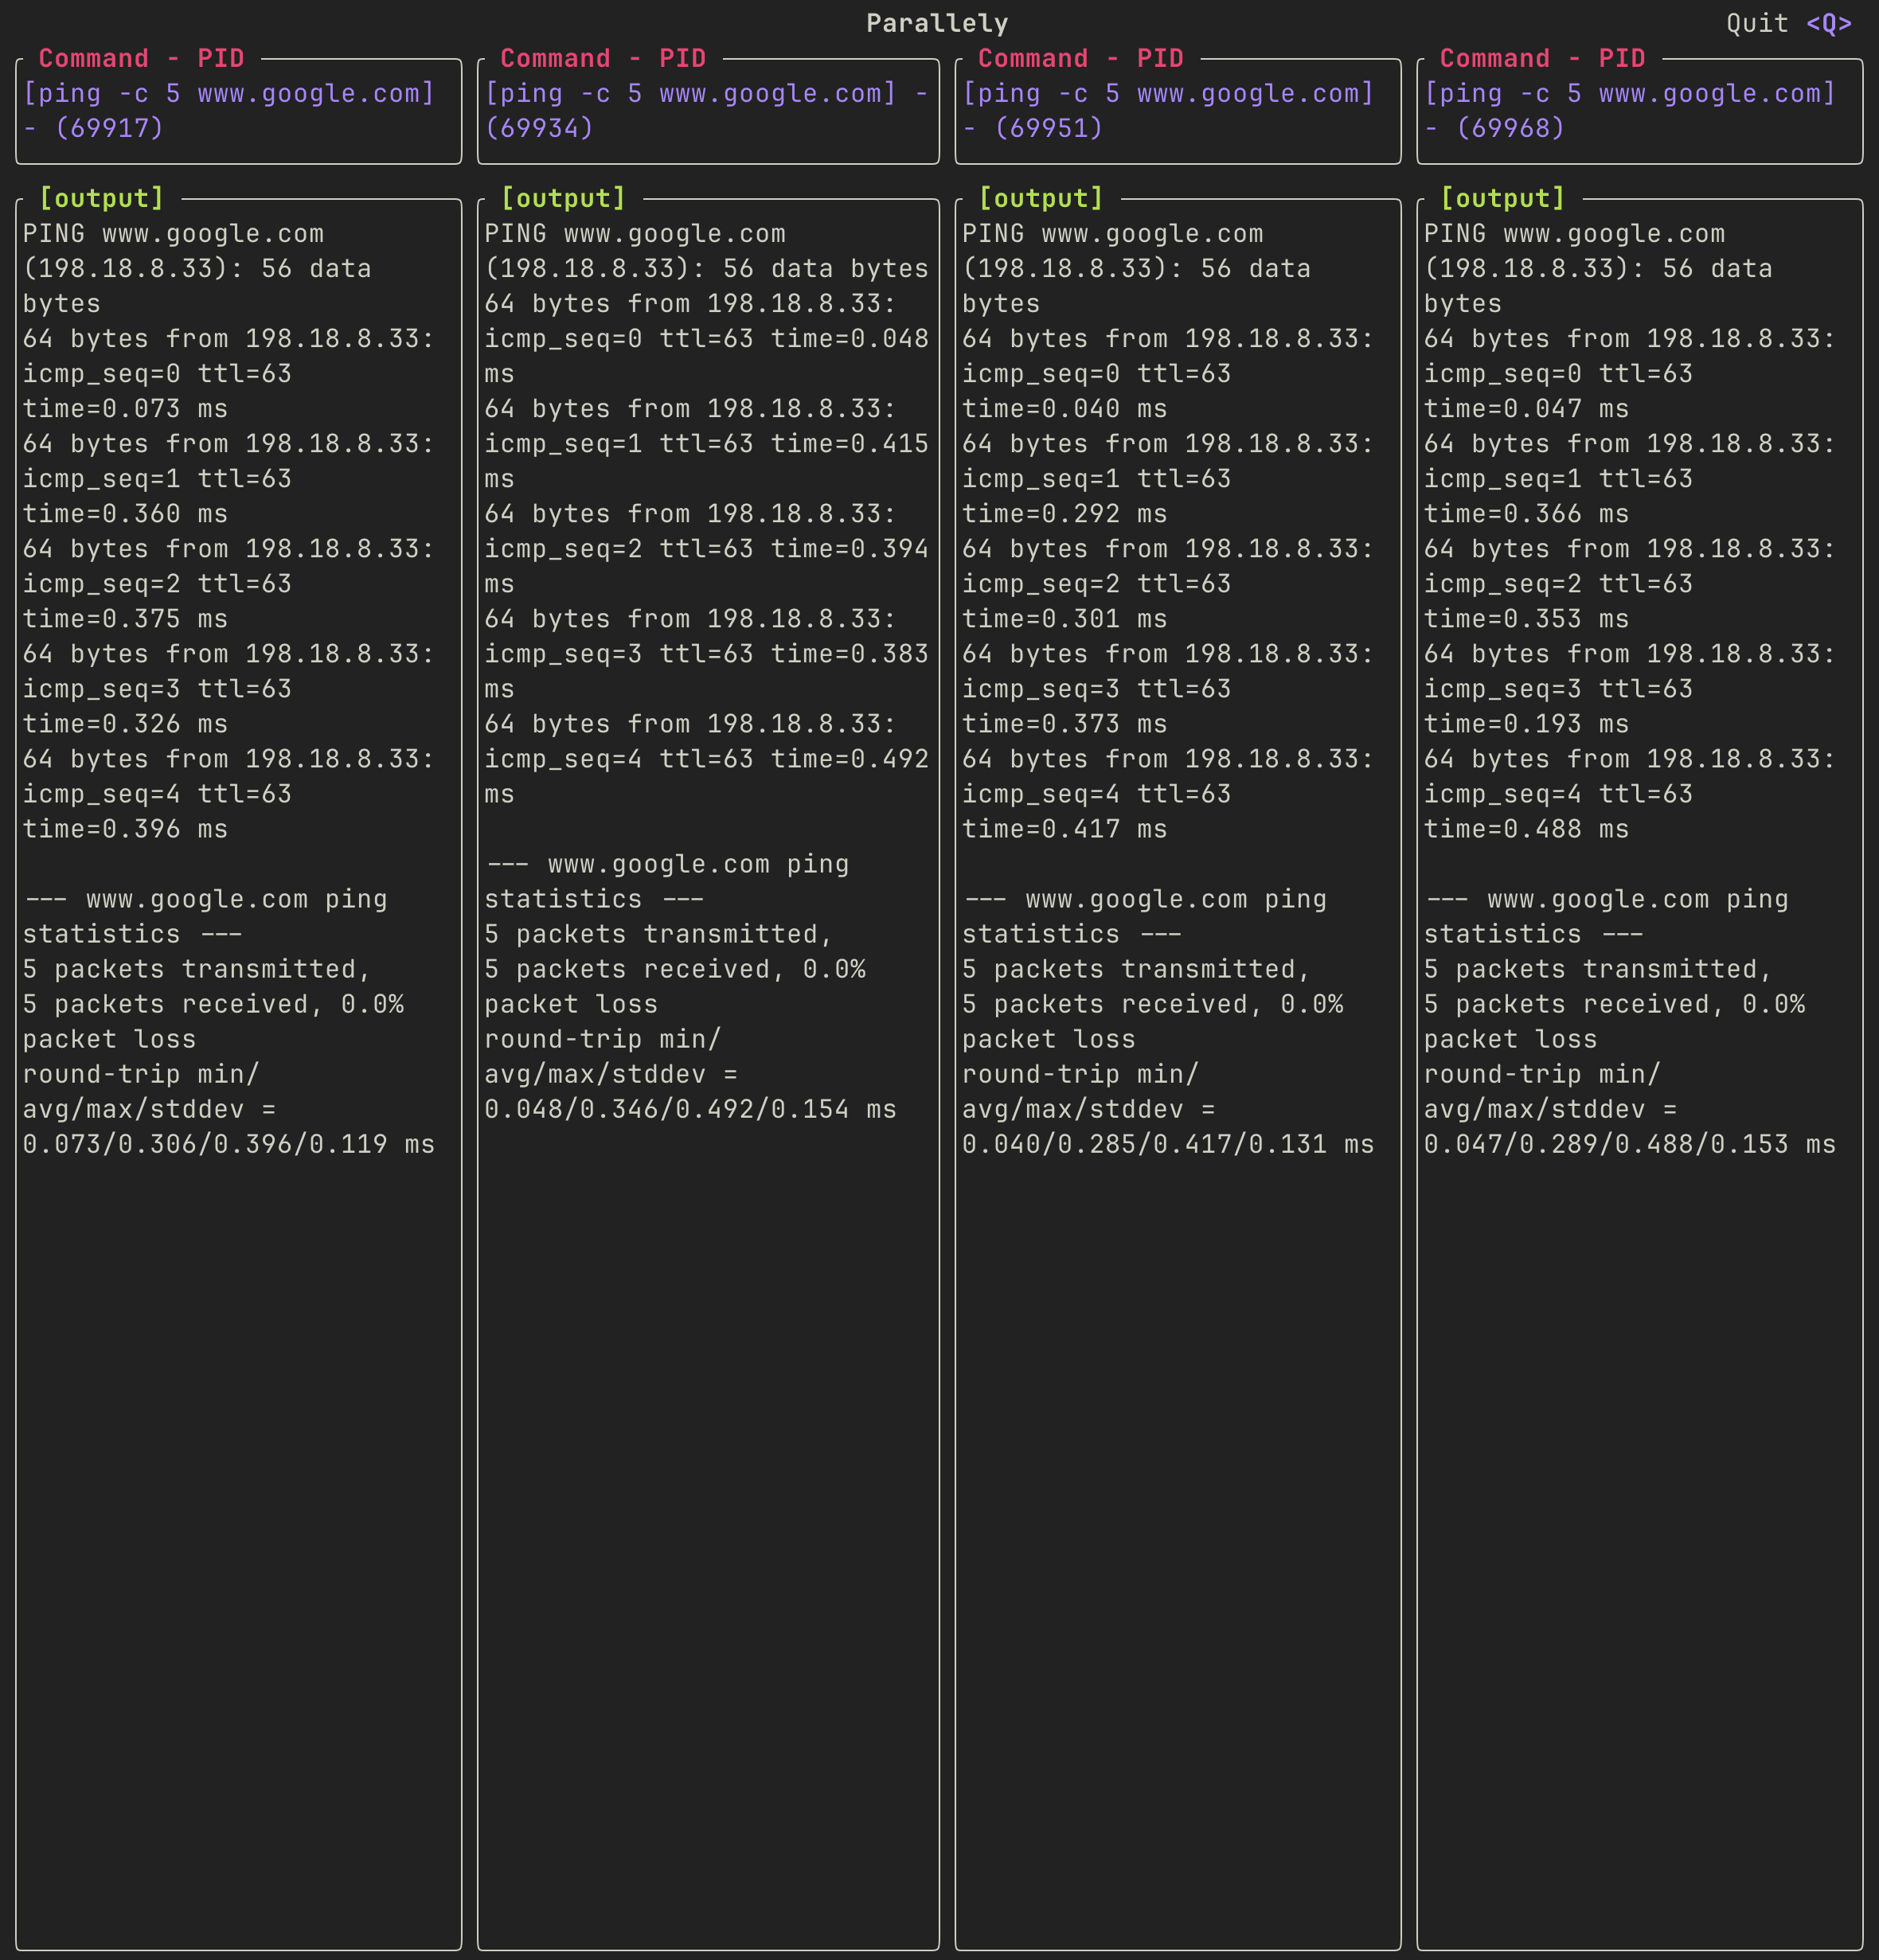 Parallely
Quit <Q>
Command - PID
[ping -c 5 www.google.com]
- (69917)
[output]
PING www.google.com
(198.18.8.33): 56 data
bytes
64 bytes from 198.18.8.33:
icmp_seq=0 ttl=63
time=0.073 ms
64 bytes from 198.18.8.33:
icmp_seq=1 ttl=63
time=0.360 ms
64 bytes from 198.18.8.33:
icmp_seq=2 ttl=63
time=0.375 ms
64 bytes from 198.18.8.33:
icmp_seq=3 ttl=63
time=0.326 ms
64 bytes from 198.18.8.33:
icmp_seq=4 ttl=63
time=0.396 ms
--- www.google.com ping
statistics ---
5 packets transmitted,
5 packets received, 0.0%
packet loss
round-trip min/
avg/max/stddev =
0.073/0.306/0.396/0.119 ms
Command - PID
[ping -c 5 www.google.com] -
(69934)
[output]
PING www.google.com
(198.18.8.33): 56 data bytes
64 bytes from 198.18.8.33:
icmp_seq=0 ttl=63 time=0.048
ms
64 bytes from 198.18.8.33:
icmp_seq=1 ttl=63 time=0.415
ms
64 bytes from 198.18.8.33:
icmp_seq=2 ttl=63 time=0.394
ms
64 bytes from 198.18.8.33:
icmp_seq=3 ttl=63 time=0.383
ms
64 bytes from 198.18.8.33:
icmp_seq=4 ttl=63 time=0.492
ms
--- www.google.com ping
statistics ---
5 packets transmitted,
5 packets received, 0.0%
packet loss
round-trip min/
avg/max/stddev =
0.048/0.346/0.492/0.154 ms
Command - PID
[ping -c 5 www.google.com]
- (69951)
[output]
PING www.google.com
(198.18.8.33): 56 data
bytes
64 bytes from 198.18.8.33:
icmp_seq=0 ttl=63
time=0.040 ms
64 bytes from 198.18.8.33:
icmp_seq=1 ttl=63
time=0.292 ms
64 bytes from 198.18.8.33:
icmp_seq=2 ttl=63
time=0.301 ms
64 bytes from 198.18.8.33:
icmp_seq=3 ttl=63
time=0.373 ms
64 bytes from 198.18.8.33:
icmp_seq=4 ttl=63
time=0.417 ms
--- www.google.com ping
statistics ---
5 packets transmitted,
5 packets received, 0.0%
packet loss
round-trip min/
avg/max/stddev =
0.040/0.285/0.417/0.131 ms
Command - PID
[ping -c 5 www.google.com]
- (69968)
[output]
PING www.google.com
(198.18.8.33): 56 data
bytes
64 bytes from 198.18.8.33:
icmp_seq=0 ttl=63
time=0.047 ms
64 bytes from 198.18.8.33:
icmp_seq=1 ttl=63
time=0.366 ms
64 bytes from 198.18.8.33:
icmp_seq=2 ttl=63
time=0.353 ms
64 bytes from 198.18.8.33:
icmp_seq=3 ttl=63
time=0.193 ms
64 bytes from 198.18.8.33:
icmp_seq=4 ttl=63
time=0.488 ms
--- www.google.com ping
statistics ---
5 packets transmitted,
5 packets received, 0.0%
packet loss
round-trip min/
avg/max/stddev =
0.047/0.289/0.488/0.153 ms